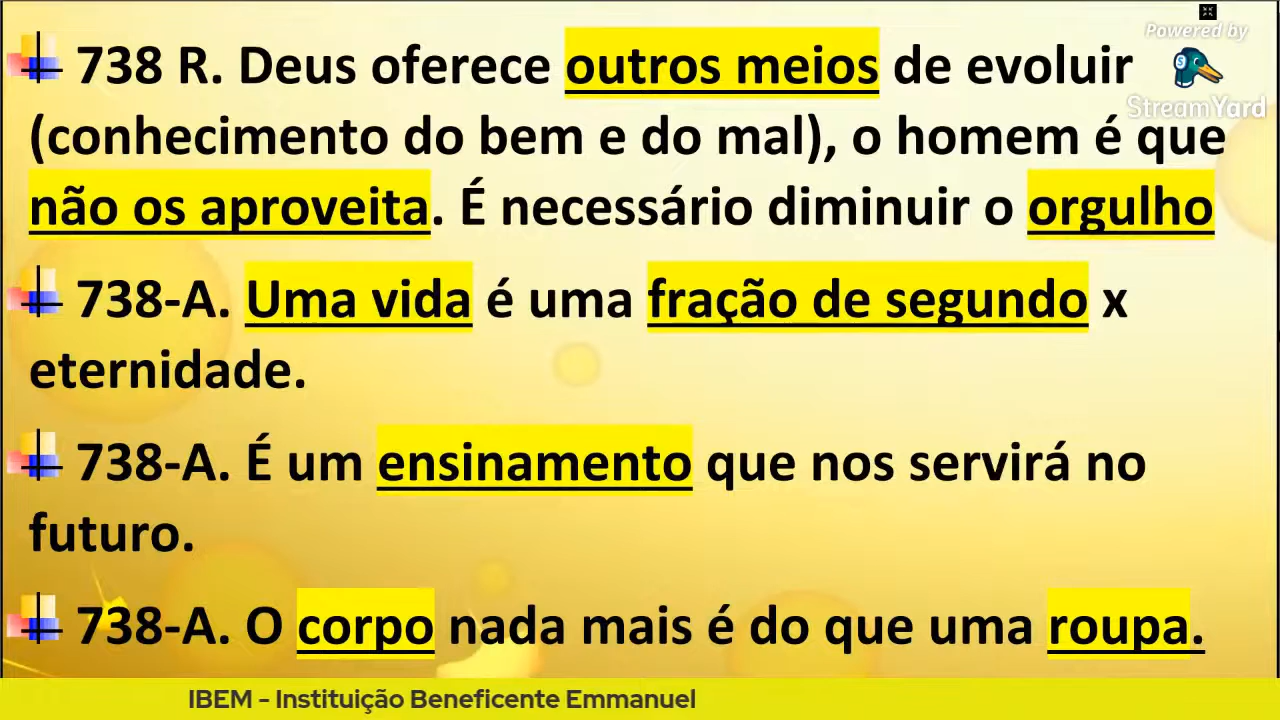 Powered by
StreamYard
738 R. Deus oferece outros meios de evoluir
(conhecimento do bem e do mal), o homem é que
não os aproveita. É necessário diminuir o orgulho
738-A. Uma vida é uma fração de segundo x
eternidade.
738-A. É um ensinamento que nos servirá no
futuro.
738-A. O corpo nada mais é do que uma roupa.
IBEM - Instituição Beneficente Emmanuel